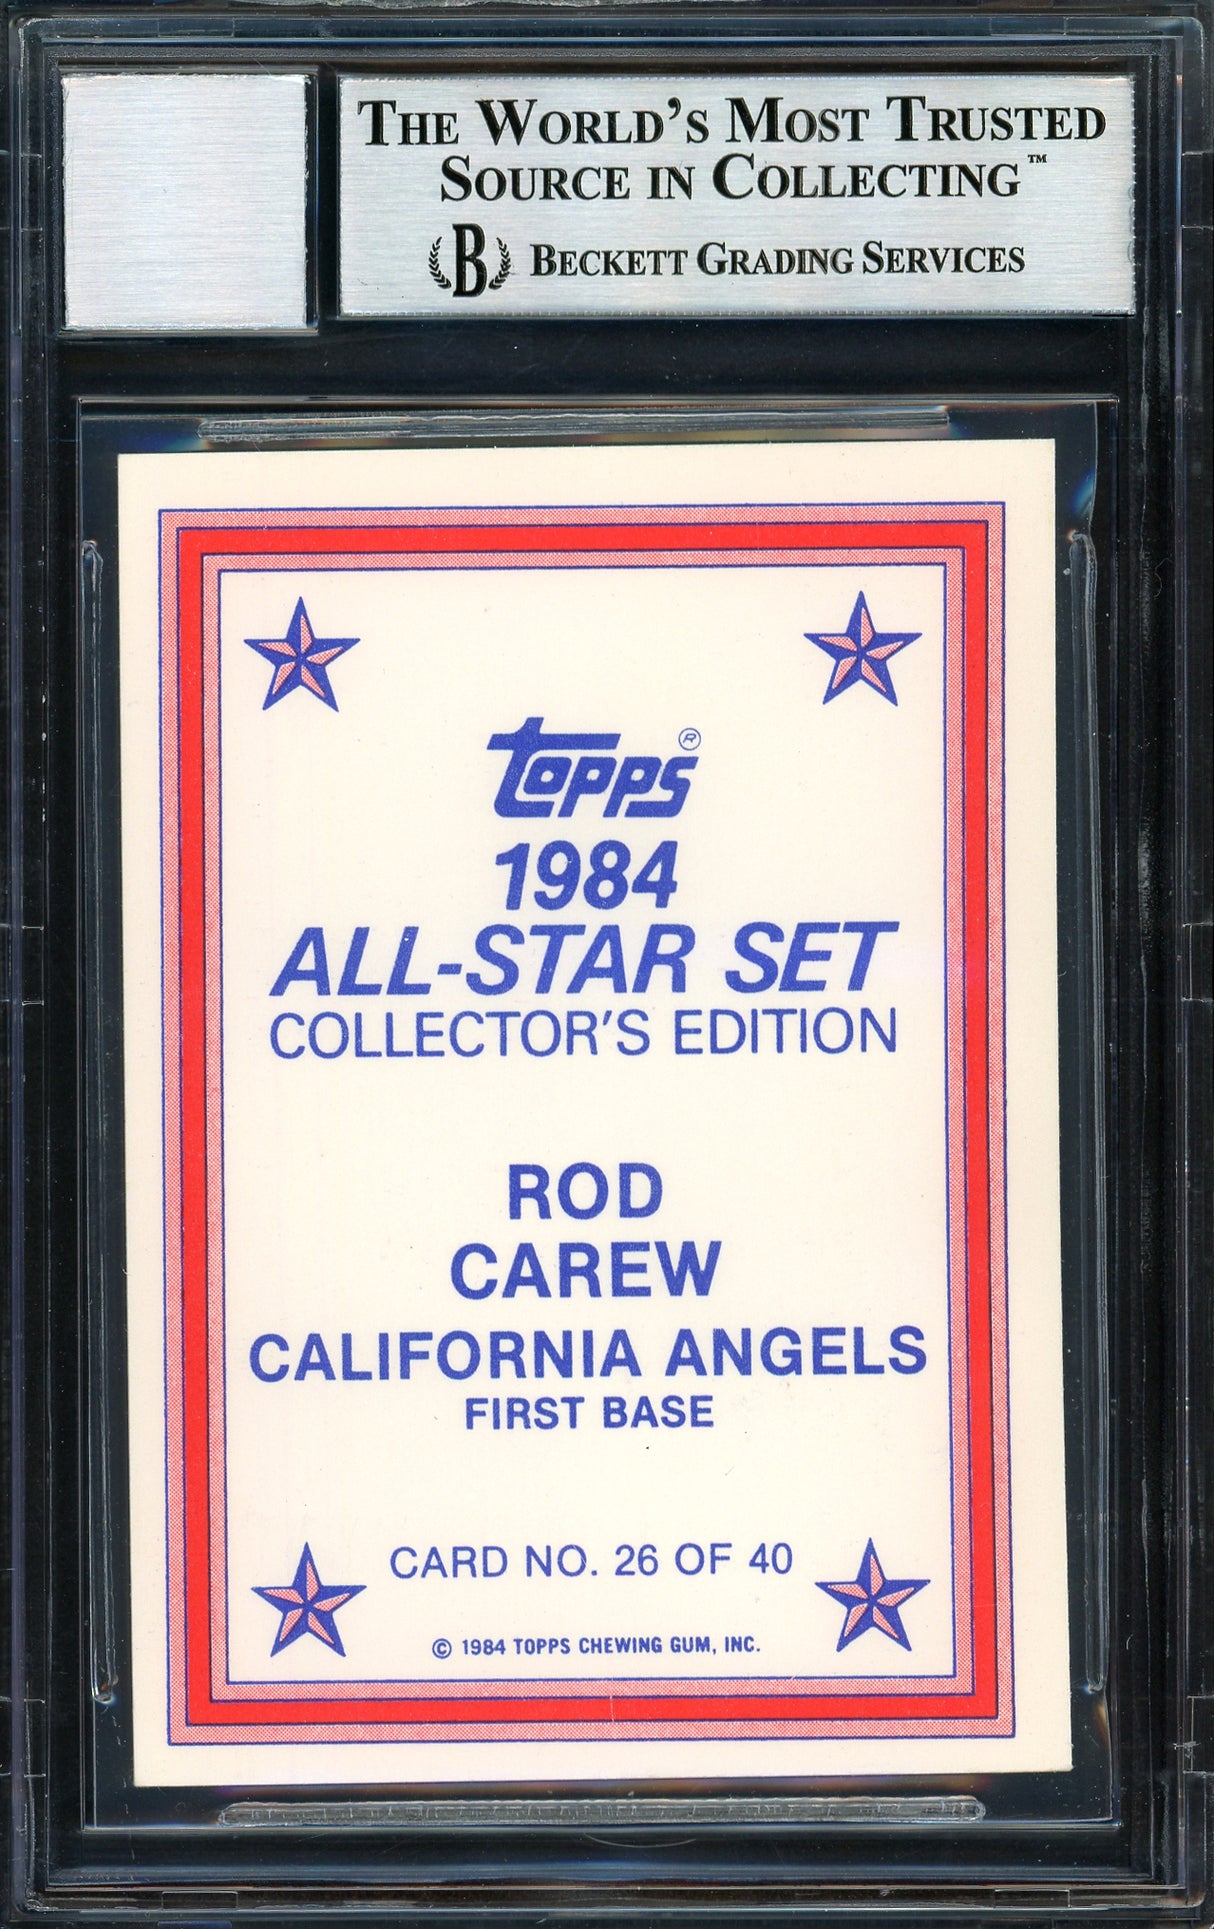 THE WORLD'S MOST TRUSTED
SOURCE IN COLLECTING™
B BECKETT GRADING SERVICES
topps®
1984
ALL-STAR SET
COLLECTOR'S EDITION
ROD
CAREW
CALIFORNIA ANGELS
FIRST BASE
CARD NO. 26 OF 40
© 1984 TOPPS CHEWING GUM, INC.